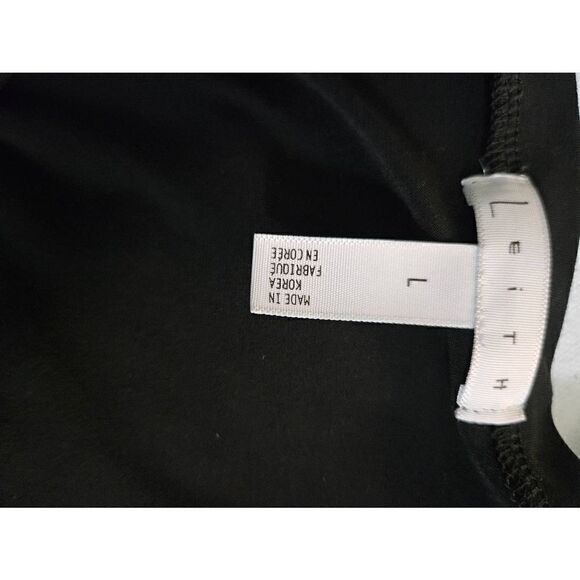 Leith
L
MADE IN
KOREA
FABRIQUÉ
EN CORÉE